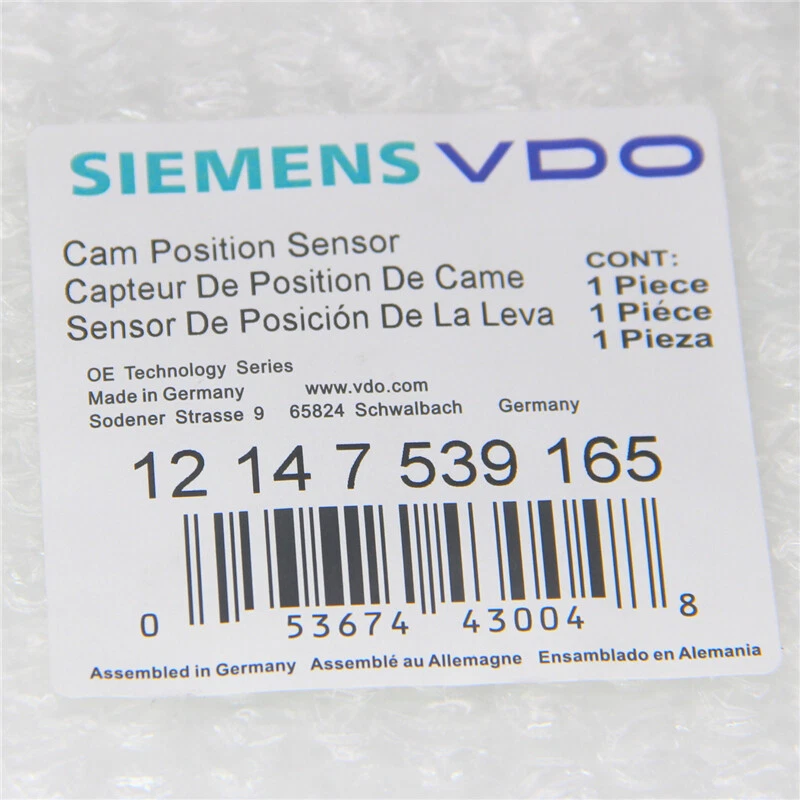 SIEMENS VDO
Cam Position Sensor
Capteur De Position De Came
Sensor De Posición De La Leva
CONT:
1 Piece
1 Piéce
1 Pieza
OE Technology Series
Made in Germany www.vdo.com
Sodener Strasse 9 65824 Schwalbach Germany
12 14 7 539 165
0 53674 43004 8
Assembled in Germany Assemblé au Allemagne Ensamblado en Alemania